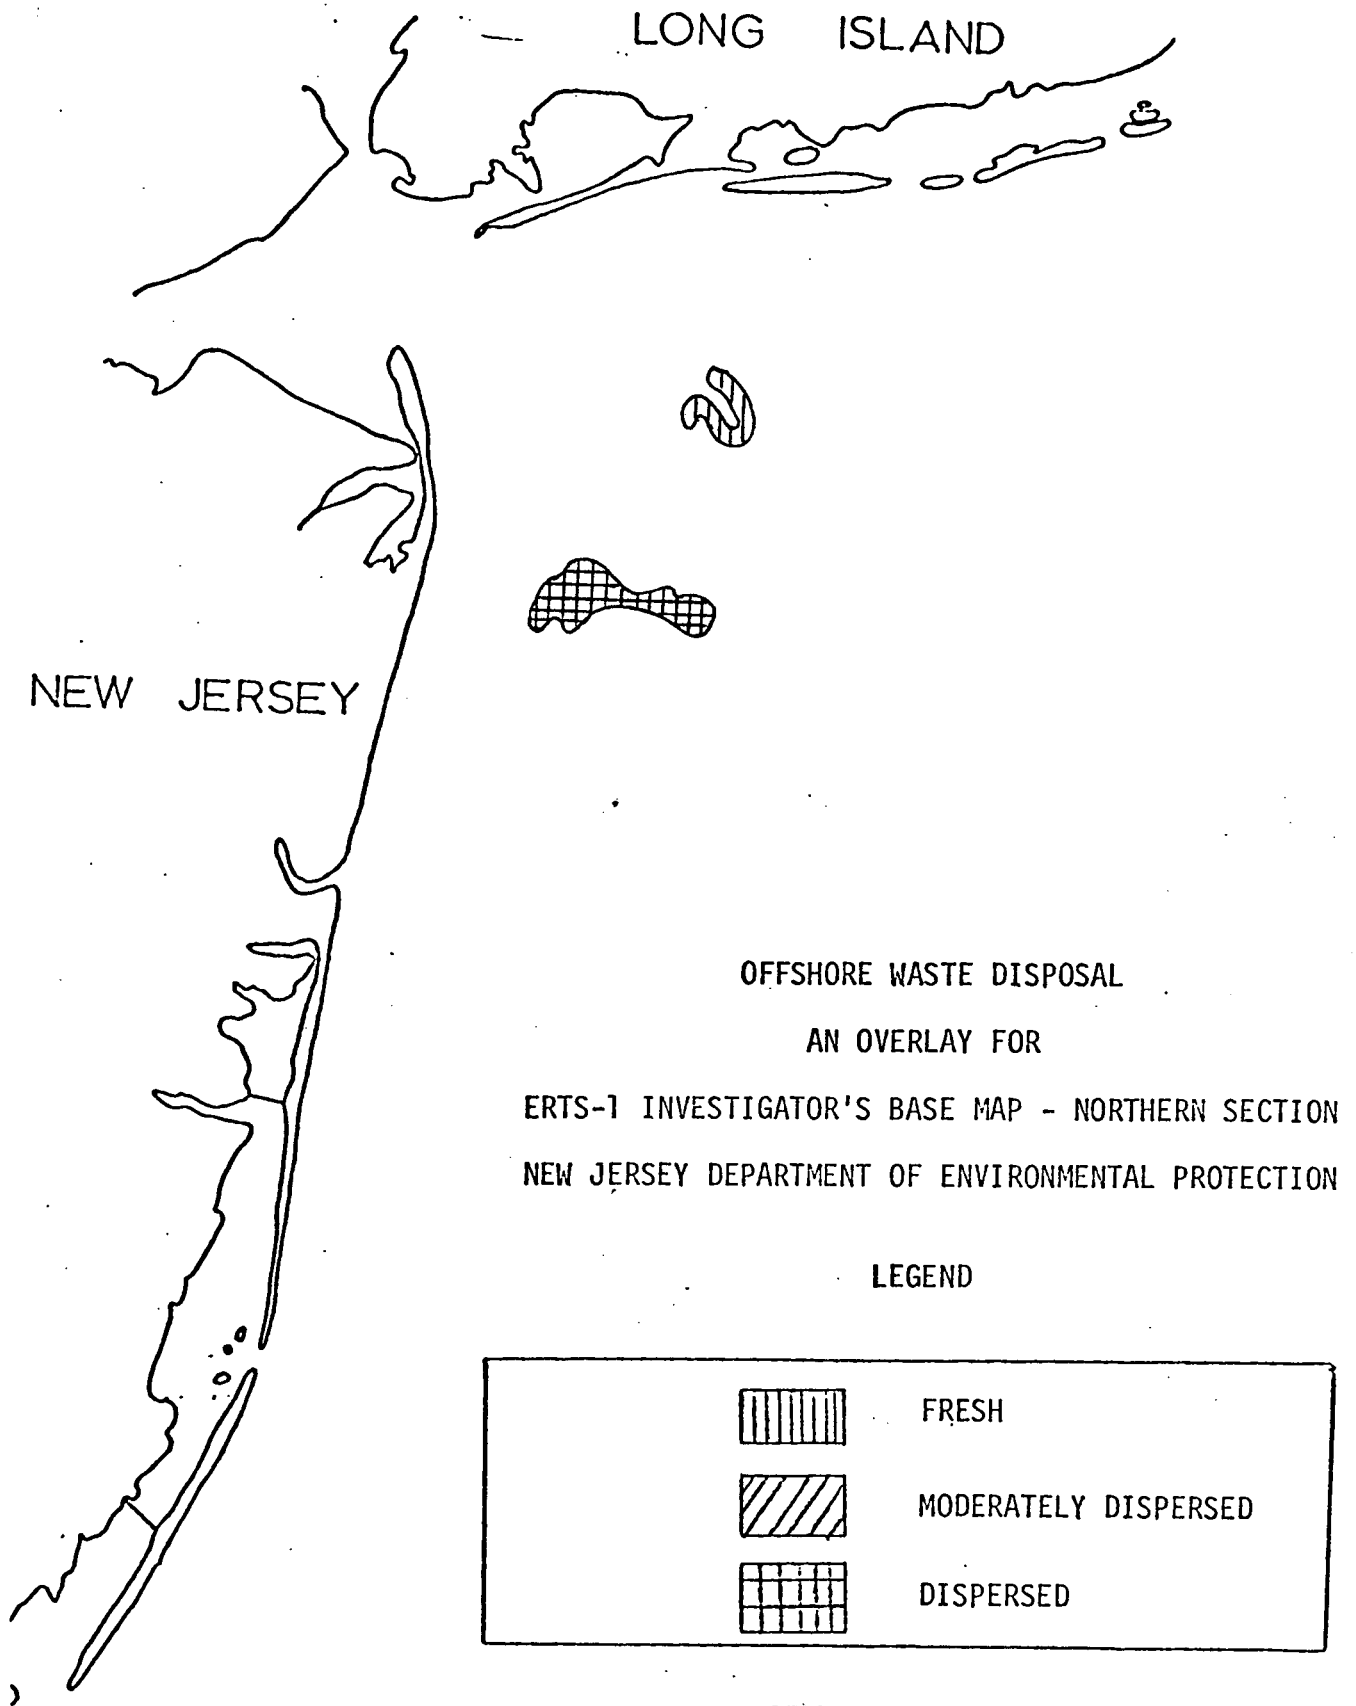 LONG ISLAND
NEW JERSEY
OFFSHORE WASTE DISPOSAL
AN OVERLAY FOR
ERTS-1 INVESTIGATOR'S BASE MAP - NORTHERN SECTION
NEW JERSEY DEPARTMENT OF ENVIRONMENTAL PROTECTION
LEGEND
FRESH
MODERATELY DISPERSED
DISPERSED